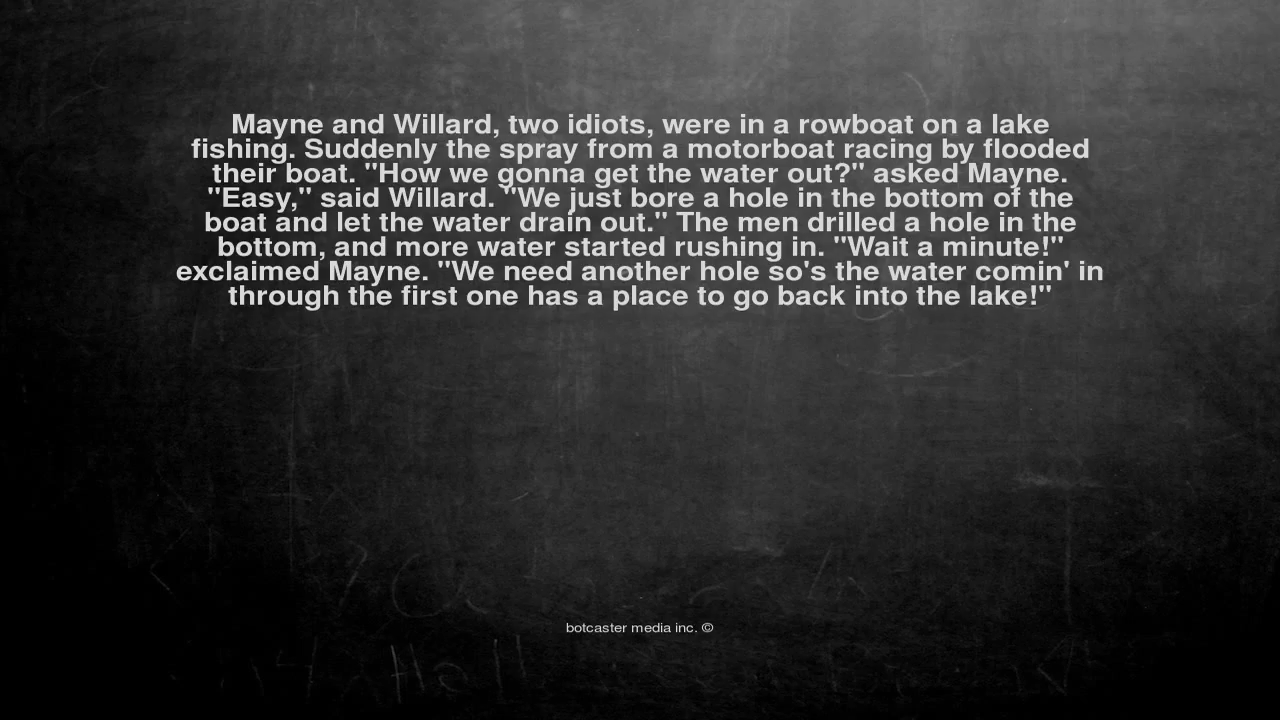 Mayne and Willard, two idiots, were in a rowboat on a lake
fishing. Suddenly the spray from a motorboat racing by flooded
their boat. "How we gonna get the water out?" asked Mayne.
"Easy," said Willard. "We just bore a hole in the bottom of the
boat and let the water drain out." The men drilled a hole in the
bottom, and more water started rushing in. "Wait a minute!"
exclaimed Mayne. "We need another hole so's the water comin' in
through the first one has a place to go back into the lake!"
botcaster media inc. ©